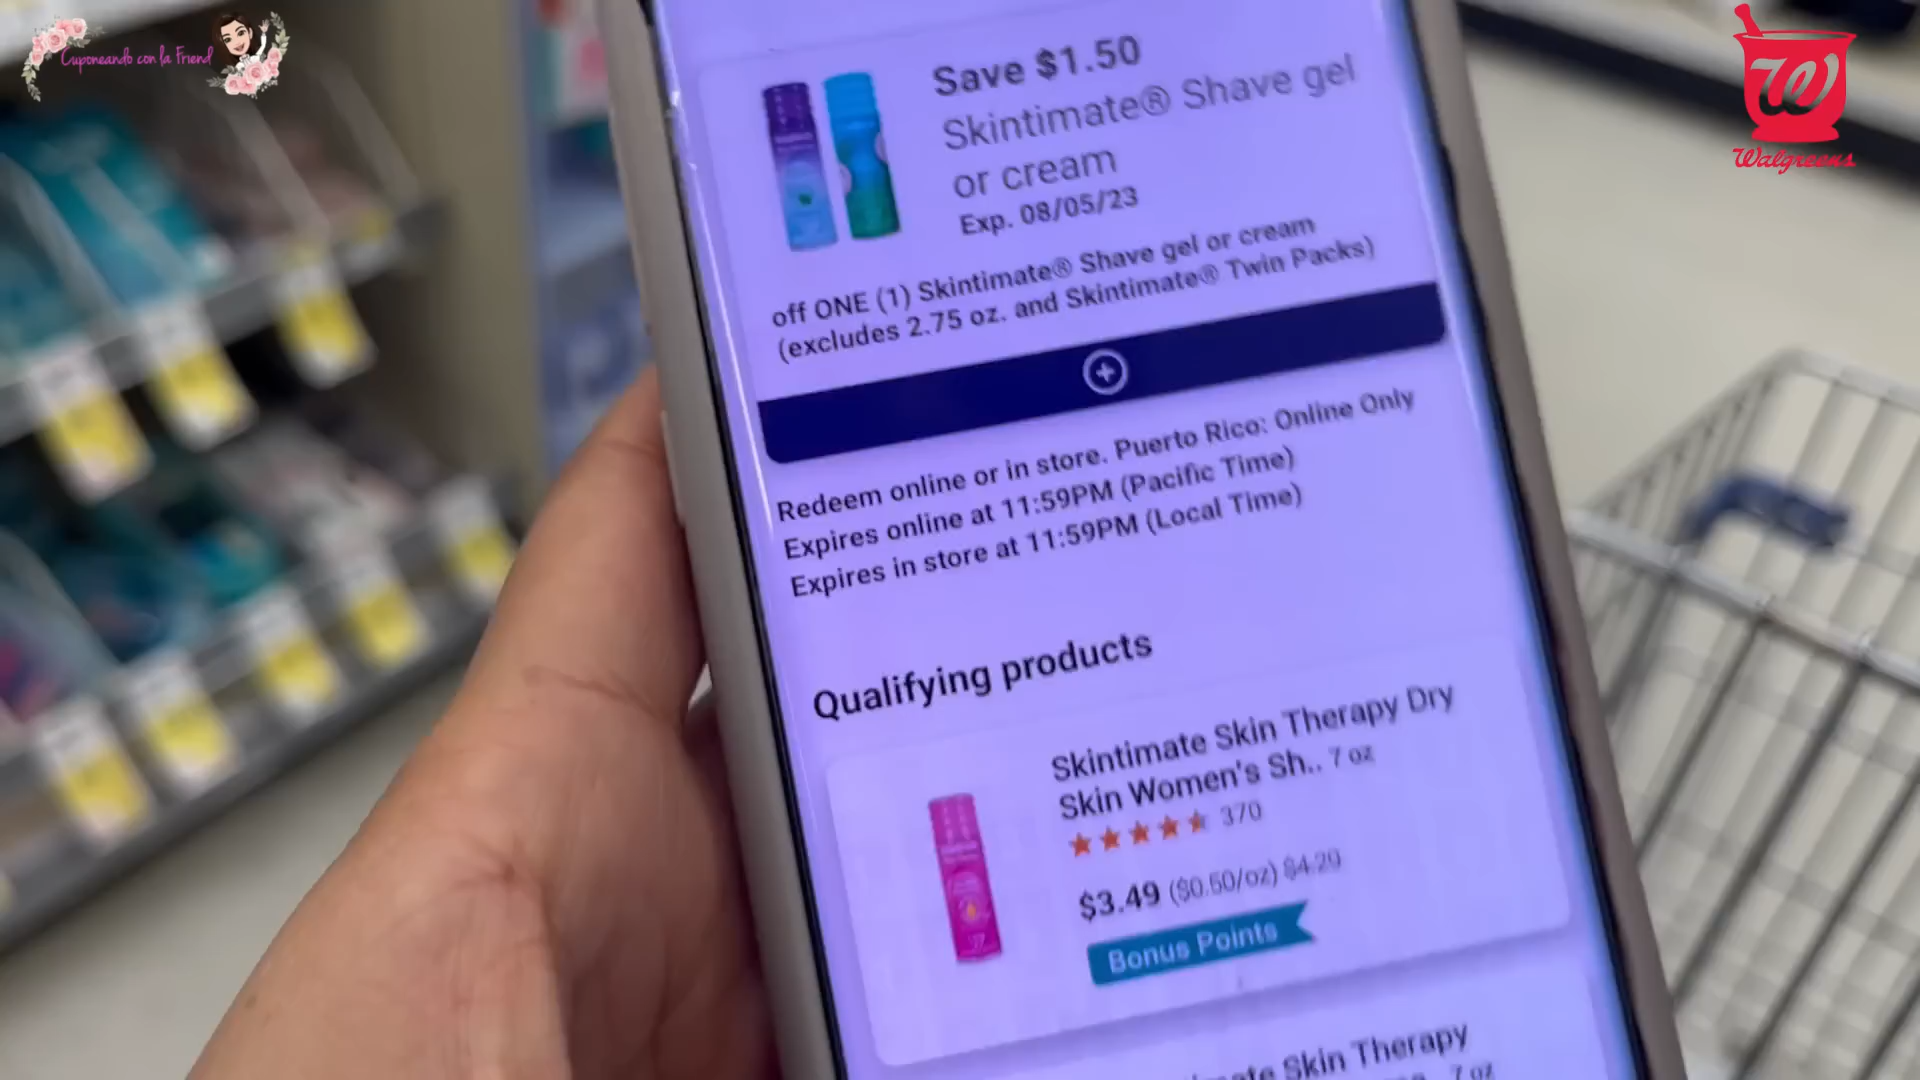 Cuponeando con la Friend
Walgreens
Save $1.50
Skintimate® Shave gel
or cream
Exp. 08/05/23
off ONE (1) Skintimate® Shave gel or cream
(excludes 2.75 oz. and Skintimate® Twin Packs)
Redeem online or in store. Puerto Rico: Online Only
Expires online at 11:59PM (Pacific Time)
Expires in store at 11:59PM (Local Time)
Qualifying products
Skintimate Skin Therapy Dry
Skin Women's Sh.. 7 oz
370
$3.49 ($0.50/oz) $4.29
Bonus Points
Skin Therapy
7 oz